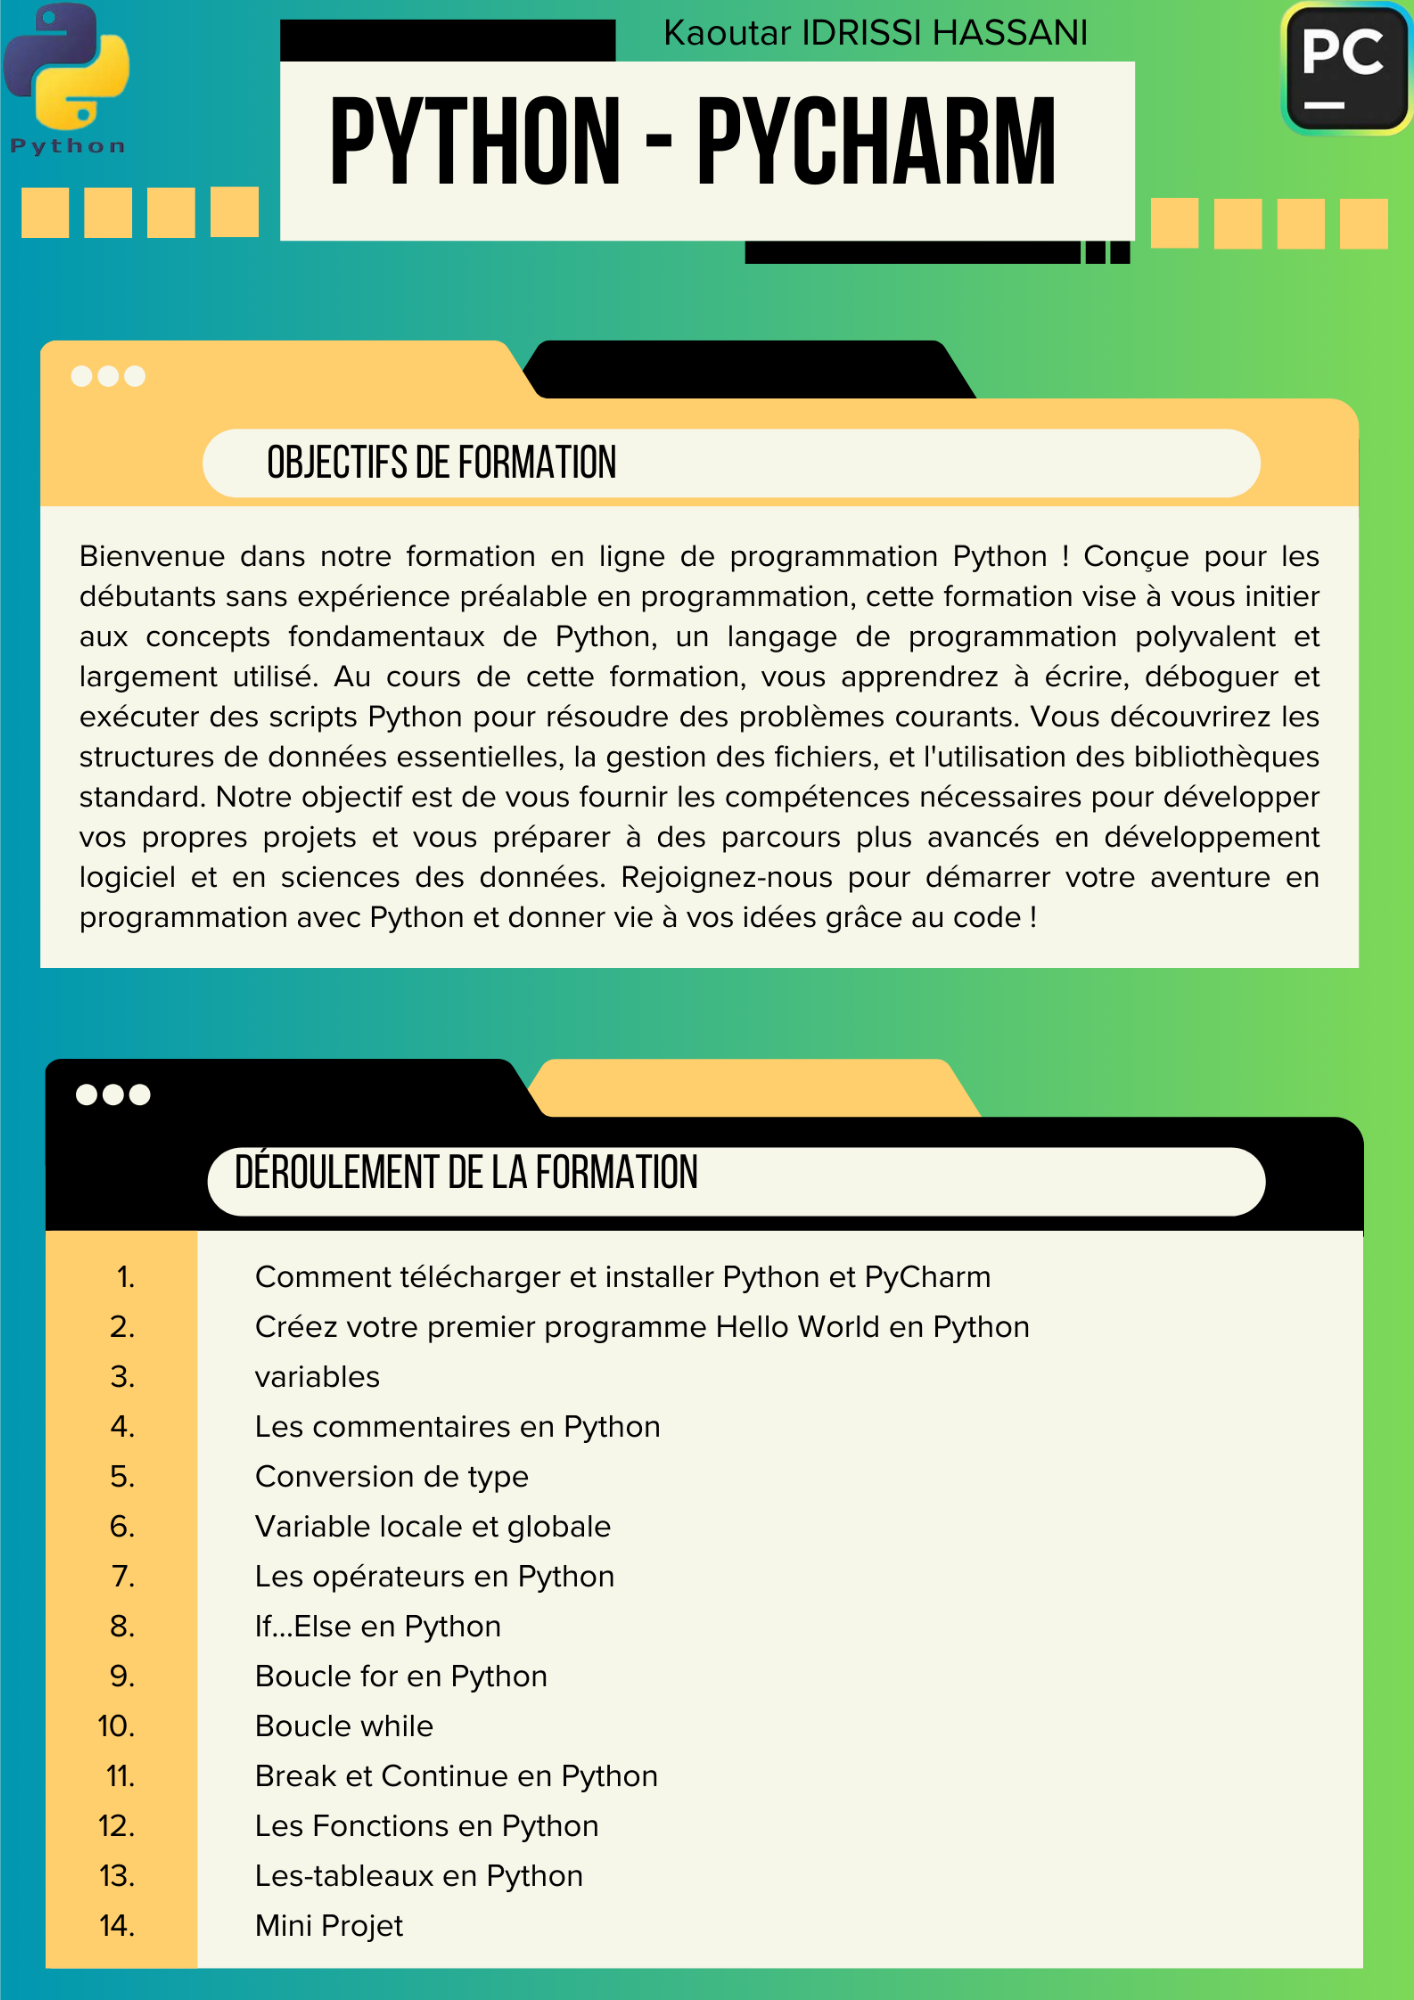 Kaoutar IDRISSI HASSANI
Python
PC
PYTHON - PYCHARM
OBJECTIFS DE FORMATION
Bienvenue dans notre formation en ligne de programmation Python ! Conçue pour les
débutants sans expérience préalable en programmation, cette formation vise à vous initier
aux concepts fondamentaux de Python, un langage de programmation polyvalent et
largement utilisé. Au cours de cette formation, vous apprendrez à écrire, déboguer et
exécuter des scripts Python pour résoudre des problèmes courants. Vous découvrirez les
structures de données essentielles, la gestion des fichiers, et l'utilisation des bibliothèques
standard. Notre objectif est de vous fournir les compétences nécessaires pour développer
vos propres projets et vous préparer à des parcours plus avancés en développement
logiciel et en sciences des données. Rejoignez-nous pour démarrer votre aventure en
programmation avec Python et donner vie à vos idées grâce au code !
DÉROULEMENT DE LA FORMATION
1. Comment télécharger et installer Python et PyCharm
2. Créez votre premier programme Hello World en Python
3. variables
4. Les commentaires en Python
5. Conversion de type
6. Variable locale et globale
7. Les opérateurs en Python
8. If...Else en Python
9. Boucle for en Python
10. Boucle while
11. Break et Continue en Python
12. Les Fonctions en Python
13. Les-tableaux en Python
14. Mini Projet